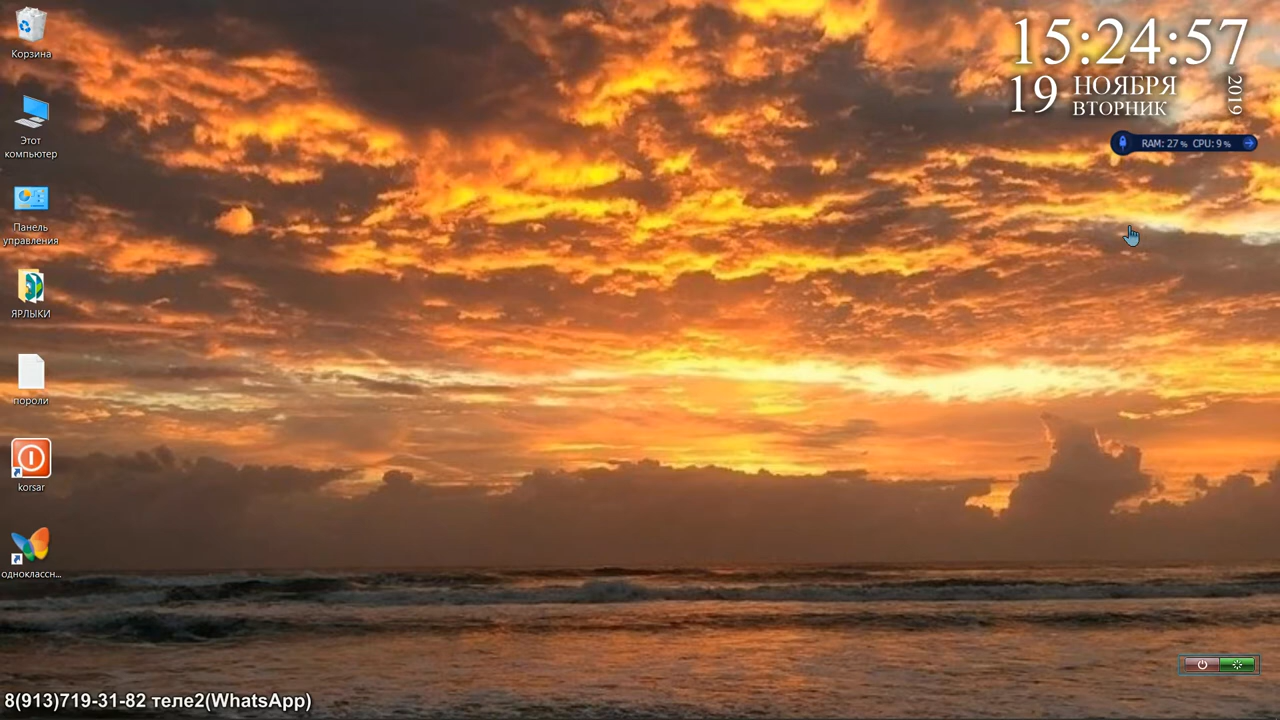 Корзина
Этот
компьютер
Панель
управления
ЯРЛЫКИ
пороли
korsar
одноклассн...
15:24:57
19
НОЯБРЯ
ВТОРНИК
2019
RAM: 27 % CPU: 9 %
8(913)719-31-82 теле2(WhatsApp)